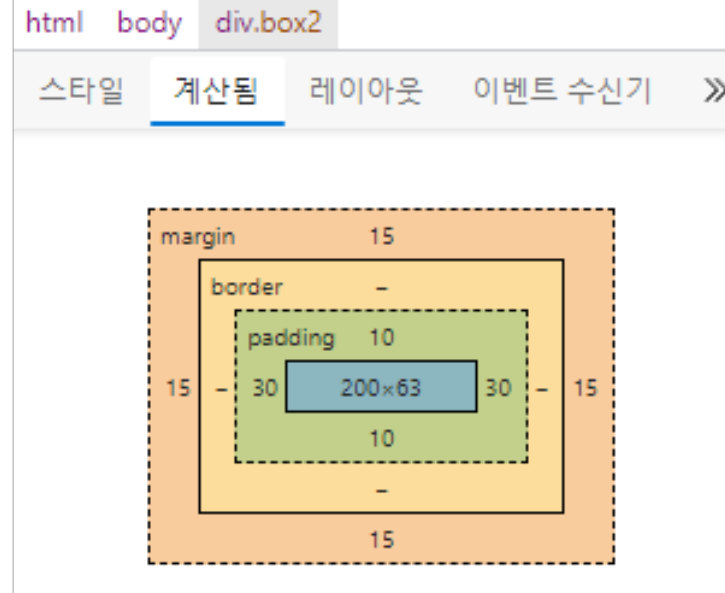 html body div.box2
스타일 계산됨 레이아웃 이벤트 수신기 »
margin 15
border –
padding 10
15 – 30 200×63 30 – 15
10
–
15